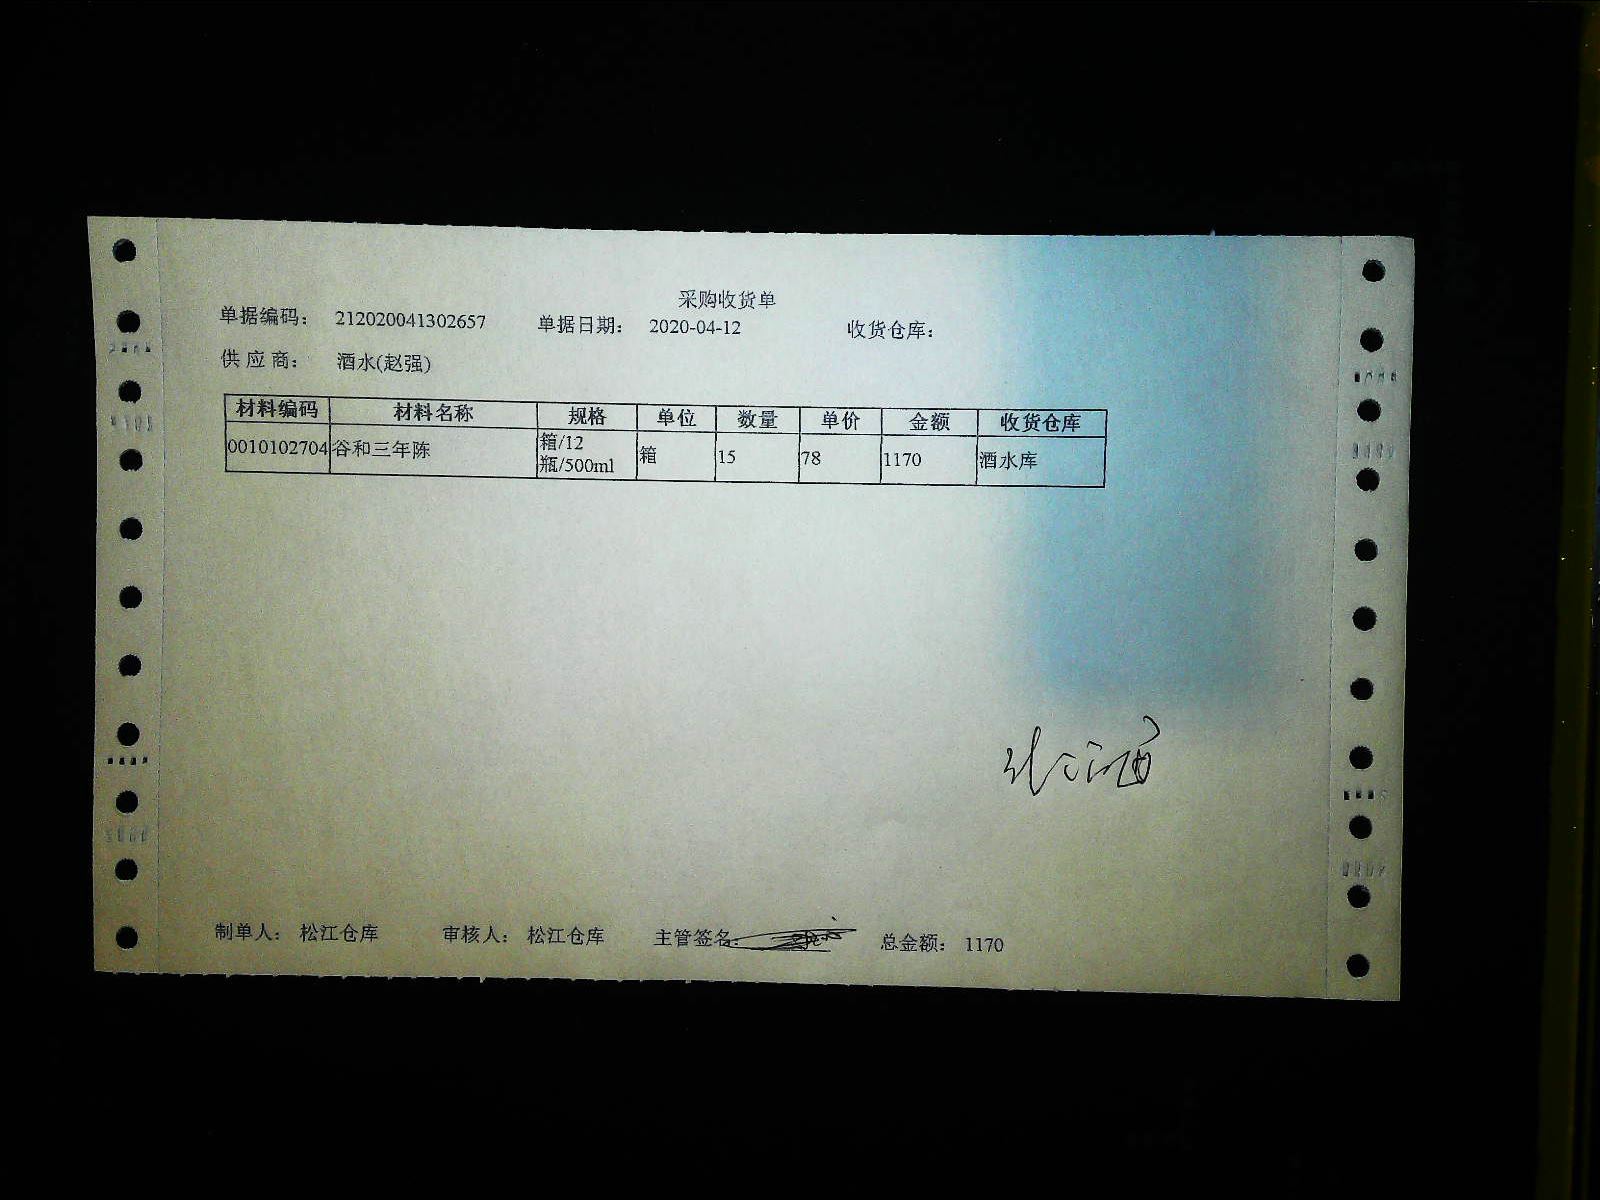 采购收货单
单据编码： 212020041302657 单据日期： 2020-04-12 收货仓库：
供 应 商： 酒水(赵强)
材料编码 材料名称 规格 单位 数量 单价 金额 收货仓库
0010102704 谷和三年陈 箱/12 箱 15 78 1170 酒水库
瓶/500ml
制单人： 松江仓库 审核人： 松江仓库 主管签名： 总金额： 1170